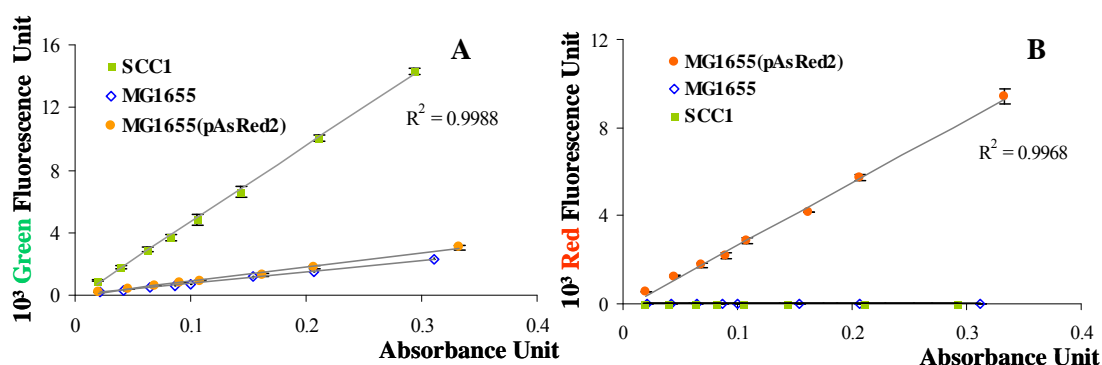 A
10³ Green Fluorescence Unit
16
12
8
4
0
SCC1
MG1655
MG1655(pAsRed2)
R² = 0.9988
0
0.1
0.2
0.3
0.4
Absorbance Unit
B
10³ Red Fluorescence Unit
12
8
4
0
MG1655(pAsRed2)
MG1655
SCC1
R² = 0.9968
0
0.1
0.2
0.3
0.4
Absorbance Unit